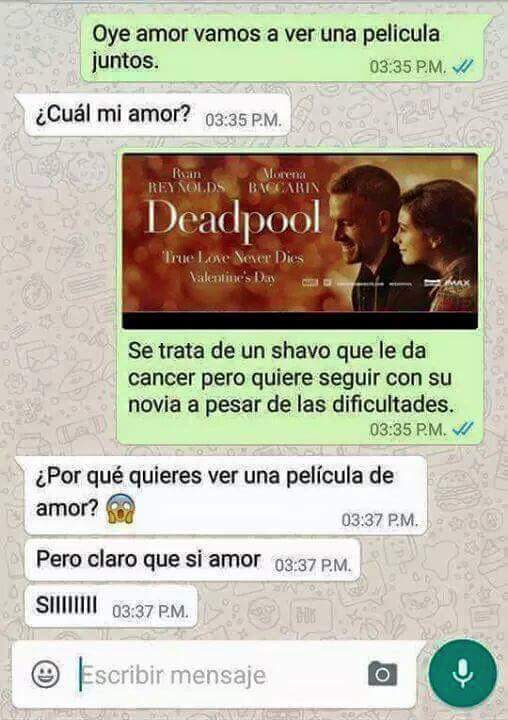 Oye amor vamos a ver una pelicula
juntos.
03:35 P.M.
¿Cuál mi amor? 03:35 P.M.
Ryan Morena
REYNOLDS BACCARIN
Deadpool
True Love Never Dies
Valentine's Day
IMAX
Se trata de un shavo que le da
cancer pero quiere seguir con su
novia a pesar de las dificultades.
03:35 P.M.
¿Por qué quieres ver una película de
amor? 😱
03:37 P.M.
Pero claro que si amor 03:37 P.M.
SIIIIIIII 03:37 P.M.
Escribir mensaje